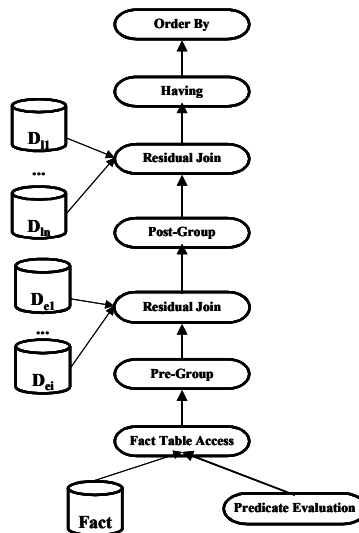 Order By
Having
D_l1
Residual Join
...
D_ln
Post-Group
D_e1
Residual Join
...
D_ei
Pre-Group
Fact Table Access
Fact
Predicate Evaluation